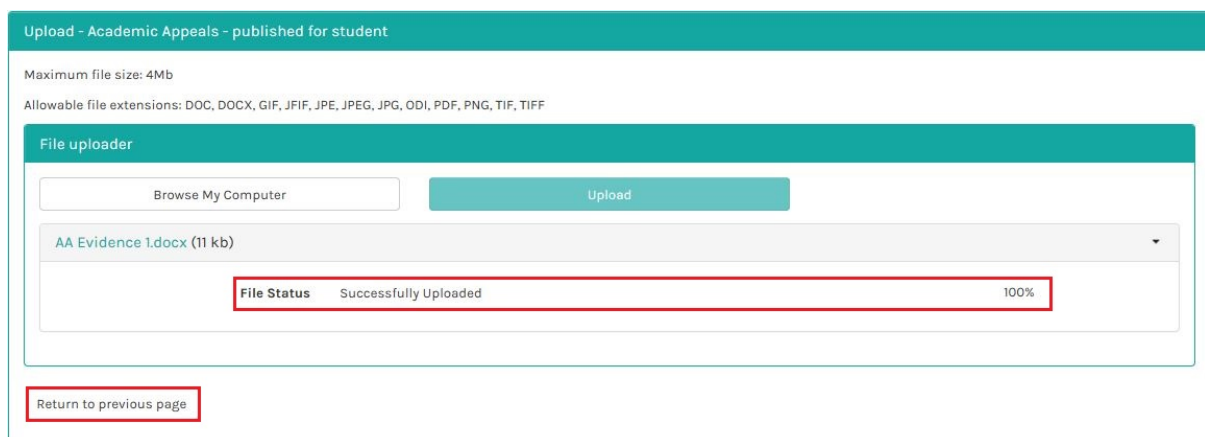 Upload - Academic Appeals - published for student
Maximum file size: 4Mb
Allowable file extensions: DOC, DOCX, GIF, JFIF, JPE, JPEG, JPG, ODI, PDF, PNG, TIF, TIFF
File uploader
Browse My Computer Upload
AA Evidence 1.docx (11 kb)
File Status Successfully Uploaded 100%
Return to previous page